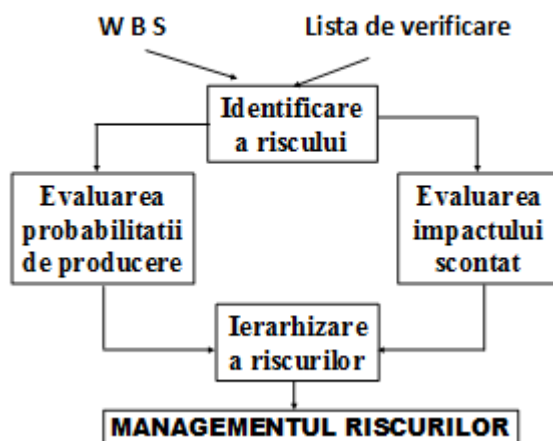 W B S
Lista de verificare
Identificare
a riscului
Evaluarea
probabilitatii
de producere
Evaluarea
impactului
scontat
Ierarhizare
a riscurilor
MANAGEMENTUL RISCURILOR